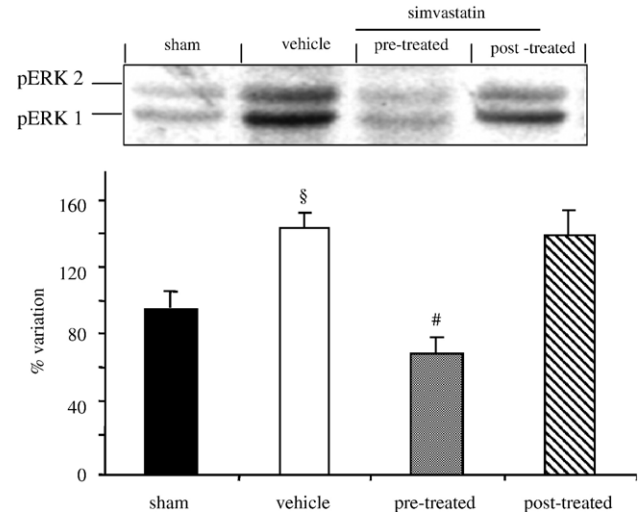 simvastatin
sham vehicle pre-treated post -treated
pERK 2
pERK 1
160
120
80
40
0
% variation
§
#
sham vehicle pre-treated post-treated